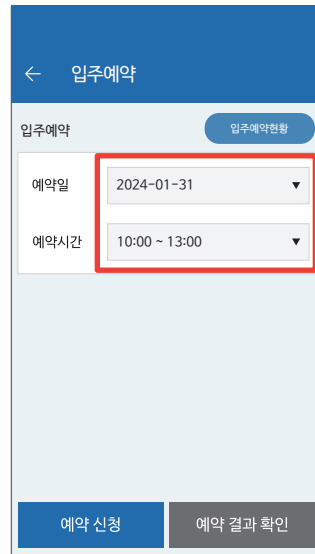 ← 입주예약
입주예약 입주예약현황
예약일 2024-01-31 ▼
예약시간 10:00 ~ 13:00 ▼
예약 신청 예약 결과 확인